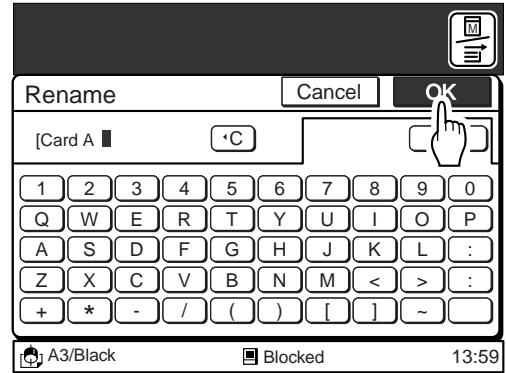 M
Rename Cancel OK
[Card A C
1 2 3 4 5 6 7 8 9 0
Q W E R T Y U I O P
A S D F G H J K L :
Z X C V B N M < > :
+ * - / ( ) [ ] ~
A3/Black Blocked 13:59